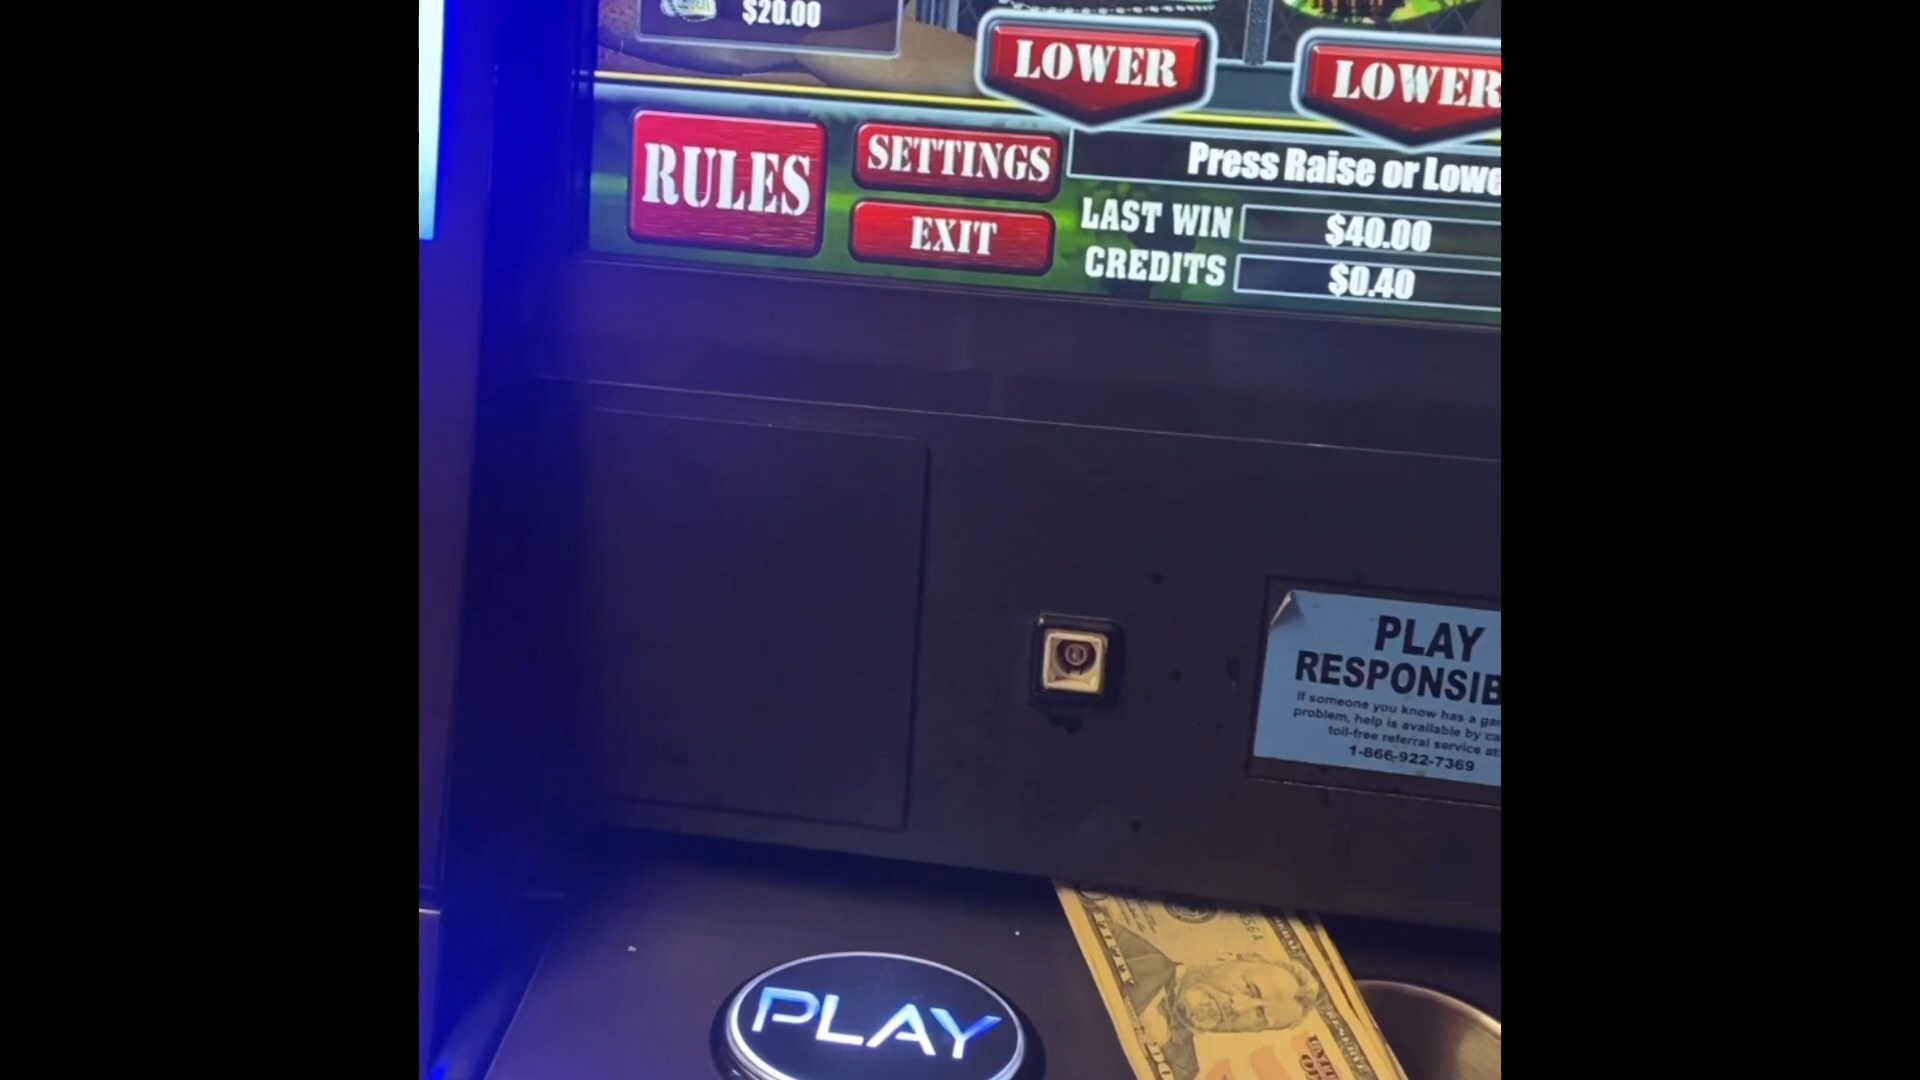 $20.00
LOWER
LOWER
RULES
SETTINGS
EXIT
Press Raise or Lowe
LAST WIN $40.00
CREDITS $0.40
PLAY
RESPONSIB
If someone you know has a ga
problem, help is available by ca
toll-free referral service at:
1-866-922-7369
PLAY